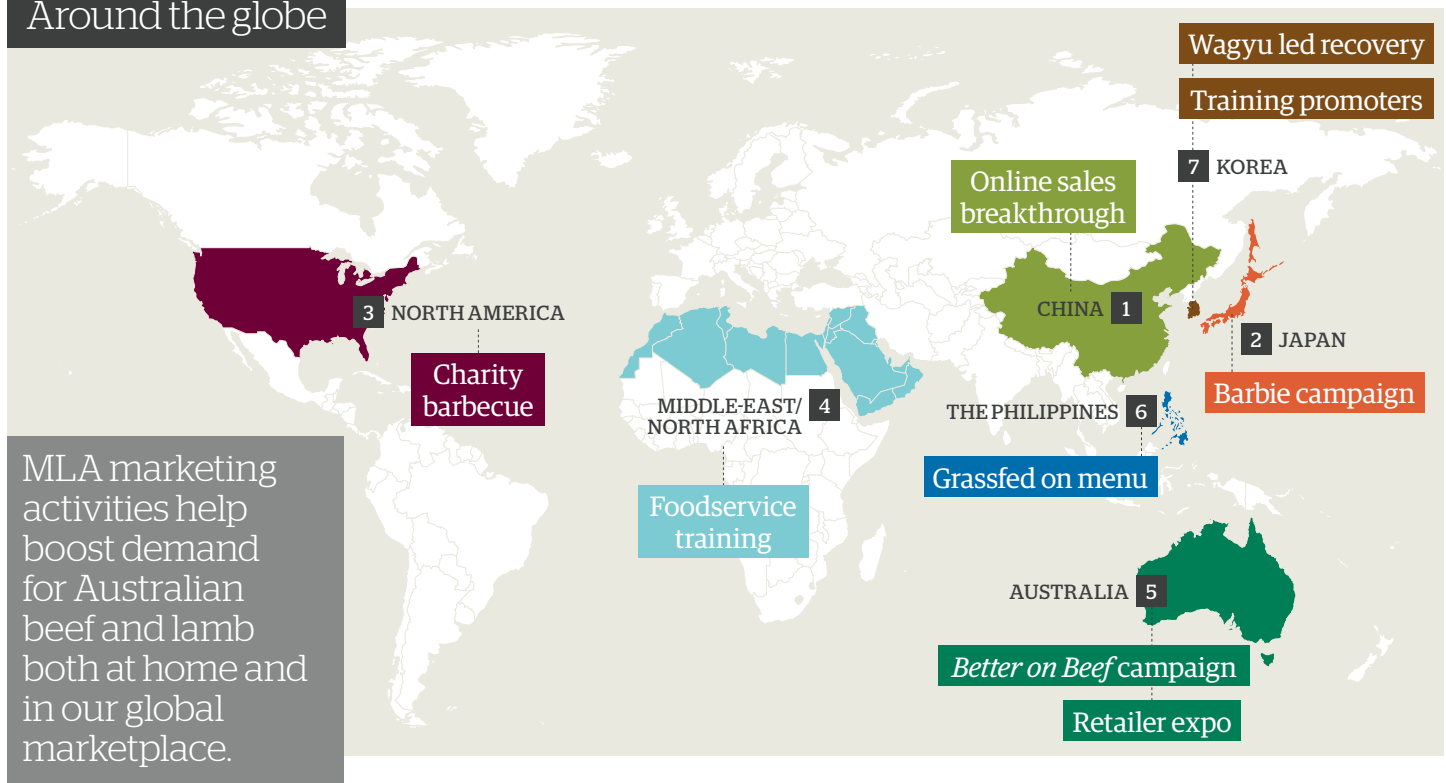 Around the globe
Wagyu led recovery
Training promoters
7 KOREA
Online sales
breakthrough
CHINA 1
3 NORTH AMERICA
2 JAPAN
Charity
barbecue
Barbie campaign
MIDDLE-EAST/
NORTH AFRICA
4
THE PHILIPPINES 6
Grassfed on menu
Foodservice
training
MLA marketing
activities help
boost demand
for Australian
beef and lamb
both at home and
in our global
marketplace.
AUSTRALIA 5
Better on Beef campaign
Retailer expo